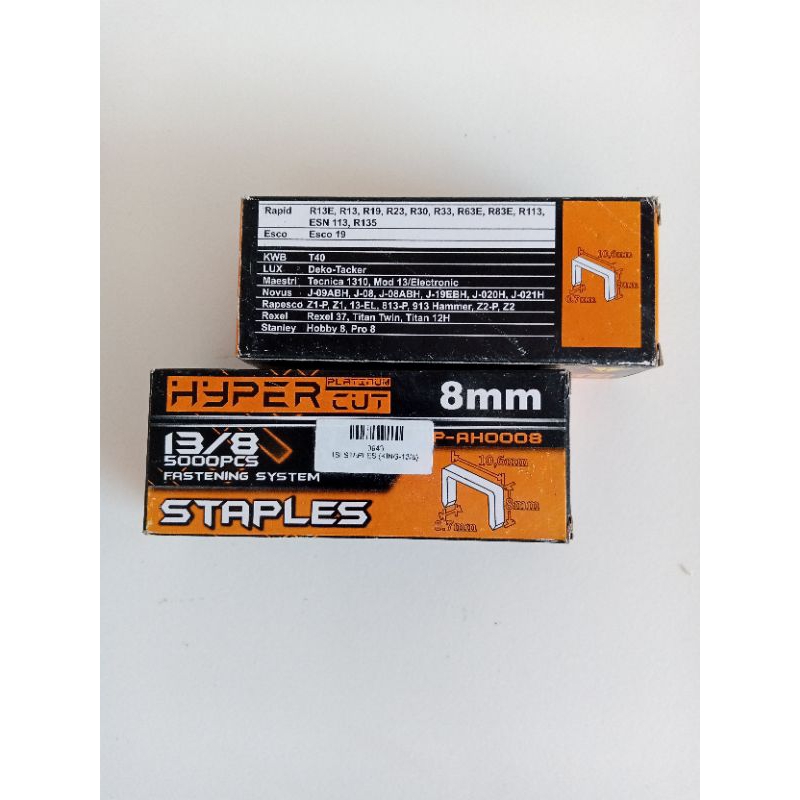 Rapid R13E, R13, R19, R23, R30, R33, R63E, R83E, R113,
ESN 113, R135
Esco Esco 19
KWB T40
LUX Deko-Tacker
Maestri Tecnica 1310, Mod 13/Electronic
Novus J-09ABH, J-08, J-08ABH, J-19EBH, J-020H, J-021H
Rapesco Z1-P, Z1, 13-EL, 813-P, 913 Hammer, Z2-P, Z2
Rexel Rexel 37, Titan Twin, Titan 12H
Stanley Hobby 8, Pro 8
10,6mm
HYPER PLATINUM CUT
8mm
P-AH0008
13/8
5000PCS
FASTENING SYSTEM
STAPLES
10,6mm
8mm